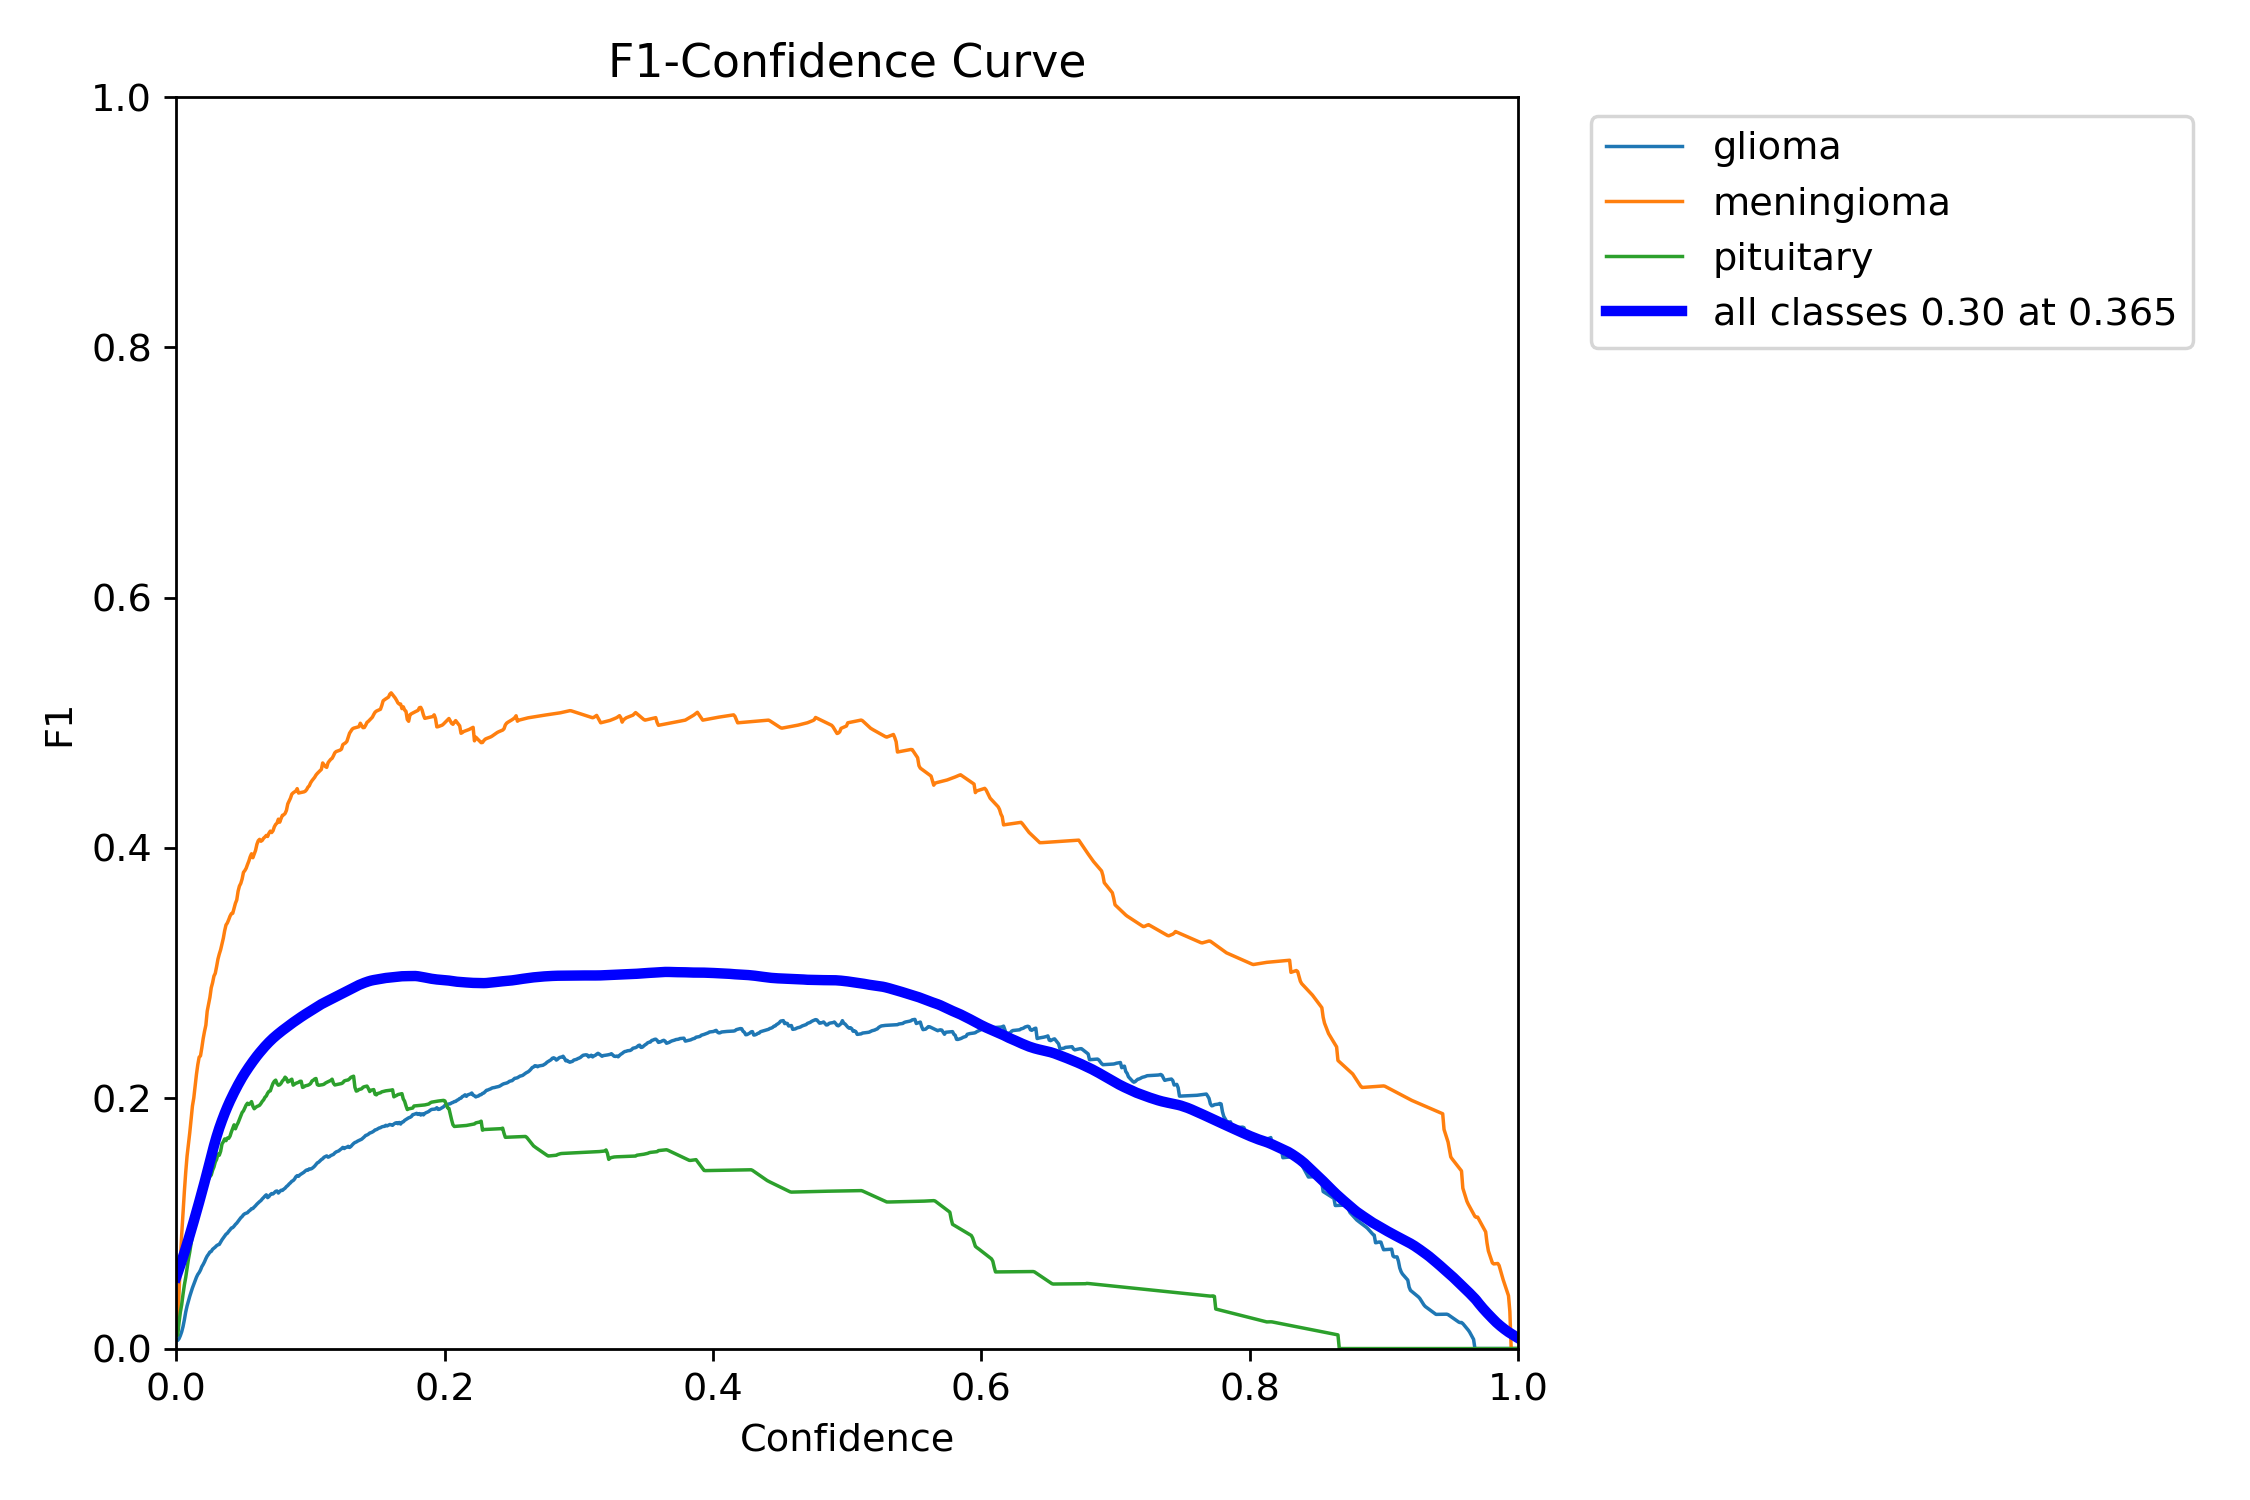 F1-Confidence Curve
1.0
0.8
0.6
0.4
0.2
0.0
F1
0.0 0.2 0.4 0.6 0.8 1.0
Confidence
glioma
meningioma
pituitary
all classes 0.30 at 0.365